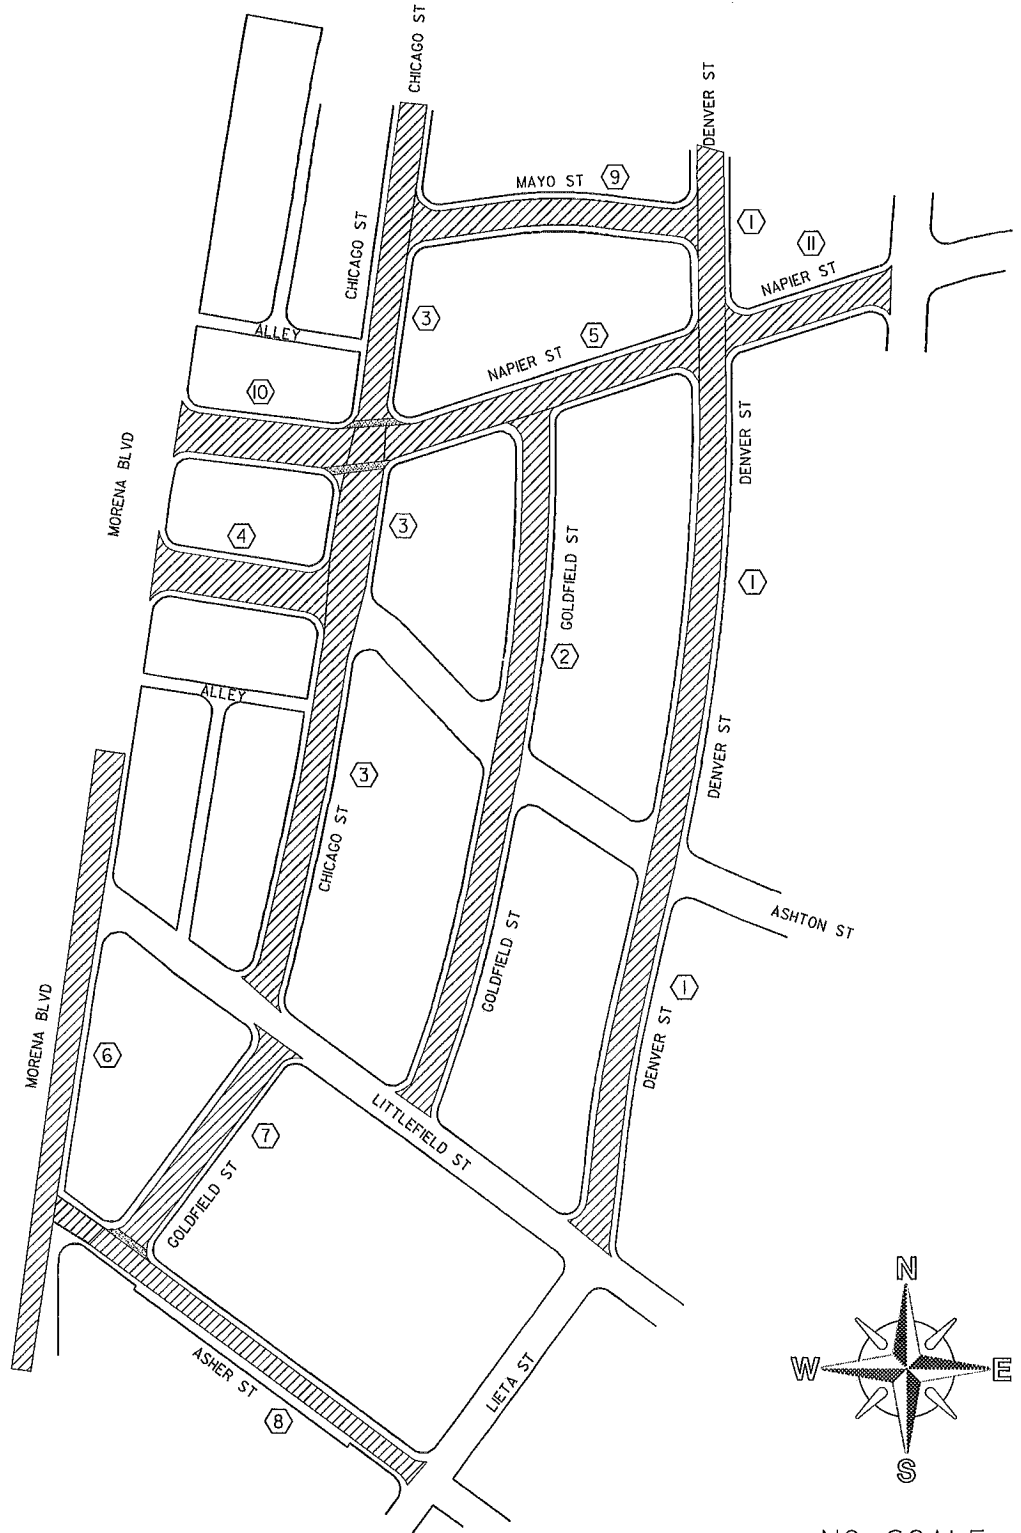 CHICAGO ST
DENVER ST
MAYO ST 9
1
11
NAPIER ST
CHICAGO ST
3
ALLEY
5
NAPIER ST
10
DENVER ST
MORENA BLVD
3
4
GOLDFIELD ST
1
2
ALLEY
DENVER ST
3
CHICAGO ST
ASHTON ST
GOLDFIELD ST
1
MORENA BLVD
DENVER ST
6
LITTLEFIELD ST
7
GOLDFIELD ST
N
W E
S
ASHER ST
LIETA ST
8
NO SCALE